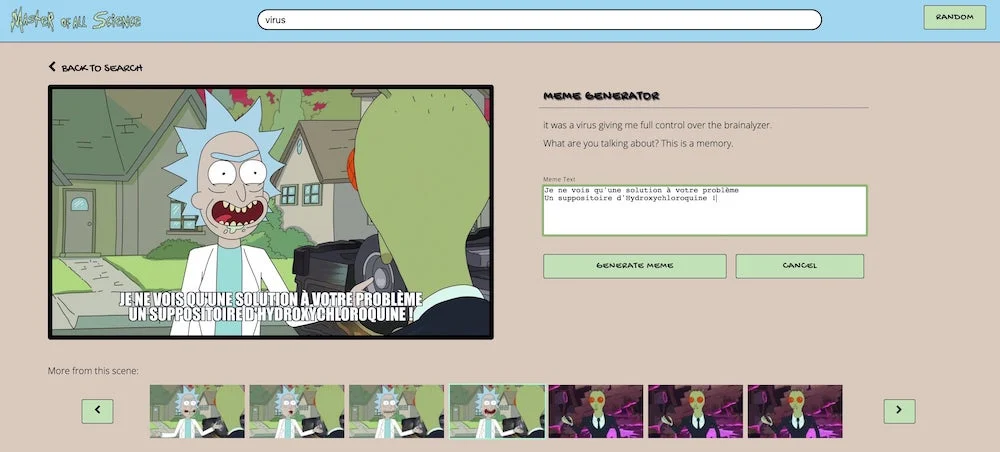 Master of all Science
virus
RANDOM
BACK TO SEARCH
JE NE VOIS QU'UNE SOLUTION À VOTRE PROBLÈME
UN SUPPOSITOIRE D'HYDROXYCHLOROQUINE !
MEME GENERATOR
it was a virus giving me full control over the brainalyzer.
What are you talking about? This is a memory.
Meme Text
Je ne vois qu'une solution à votre problème
Un suppositoire d'Hydroxychloroquine !
GENERATE MEME
CANCEL
More from this scene: